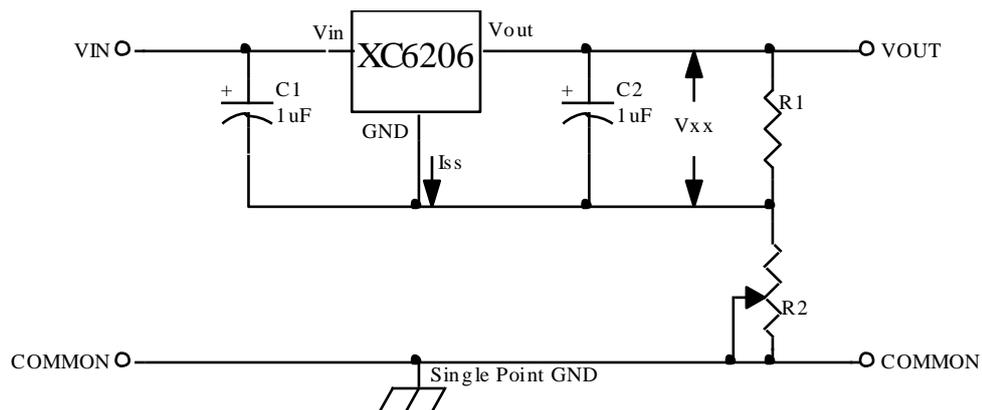 VIN
Vin
XC6206
Vout
VOUT
+
C1
1uF
GND
Iss
+
C2
1uF
Vxx
R1
R2
COMMON
Single Point GND
COMMON